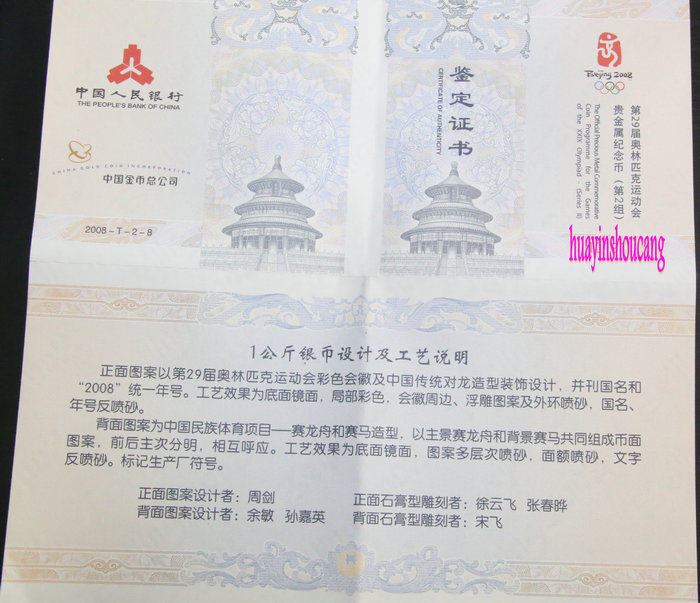 中国人民银行
THE PEOPLE'S BANK OF CHINA
CHINA GOLD COIN INCORPORATION
中国金币总公司
2008-T-2-8
鉴定证书
CERTIFICATE OF AUTHENTICITY
Beijing 2008
第29届奥林匹克运动会
贵金属纪念币（第2组）
The Official Precious Metal Commemorative
Coin Programme for the Games
of the XXIX Olympiad - (Series II)
huayinshoucang
1公斤银币设计及工艺说明
正面图案以第29届奥林匹克运动会彩色会徽及中国传统对龙造型装饰设计，并刊国名和
“2008”统一年号。工艺效果为底面镜面，局部彩色，会徽周边、浮雕图案及外环喷砂，国名、
年号反喷砂。
背面图案为中国民族体育项目——赛龙舟和赛马造型，以主景赛龙舟和背景赛马共同组成币面
图案，前后主次分明，相互呼应。工艺效果为底面镜面，图案多层次喷砂，面额喷砂，文字
反喷砂。标记生产厂符号。
正面图案设计者：周剑
正面石膏型雕刻者：徐云飞 张春晔
背面图案设计者：余敏 孙嘉英
背面石膏型雕刻者：宋飞